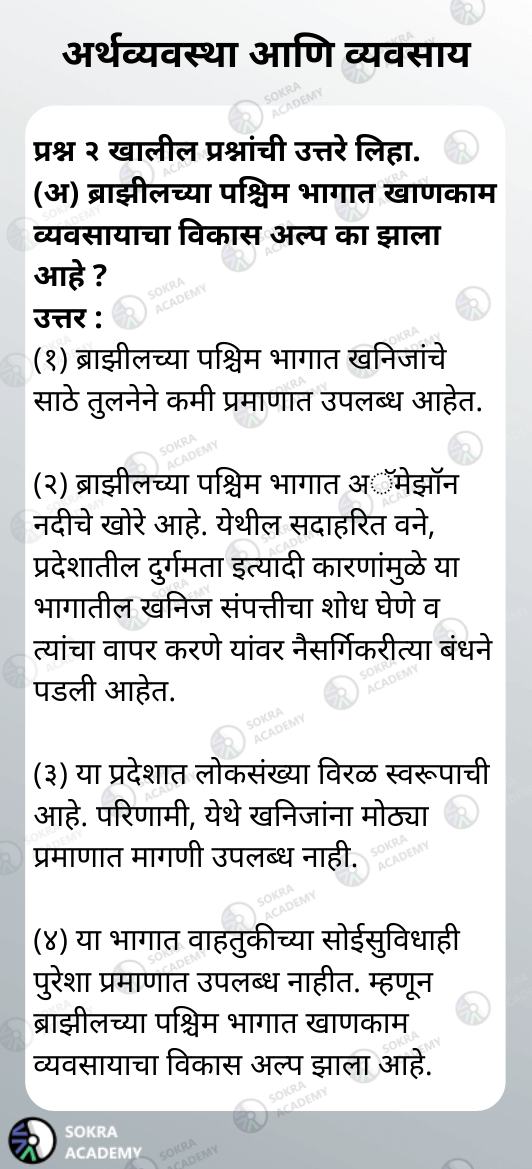 अर्थव्यवस्था आणि व्यवसाय
प्रश्न २ खालील प्रश्नांची उत्तरे लिहा.
(अ) ब्राझीलच्या पश्चिम भागात खाणकाम
व्यवसायाचा विकास अल्प का झाला
आहे ?
उत्तर :
(१) ब्राझीलच्या पश्चिम भागात खनिजांचे
साठे तुलनेने कमी प्रमाणात उपलब्ध आहेत.
(२) ब्राझीलच्या पश्चिम भागात अॅमेझॉन
नदीचे खोरे आहे. येथील सदाहरित वने,
प्रदेशातील दुर्गमता इत्यादी कारणांमुळे या
भागातील खनिज संपत्तीचा शोध घेणे व
त्यांचा वापर करणे यांवर नैसर्गिकरीत्या बंधने
पडली आहेत.
(३) या प्रदेशात लोकसंख्या विरळ स्वरूपाची
आहे. परिणामी, येथे खनिजांना मोठ्या
प्रमाणात मागणी उपलब्ध नाही.
(४) या भागात वाहतुकीच्या सोईसुविधाही
पुरेशा प्रमाणात उपलब्ध नाहीत. म्हणून
ब्राझीलच्या पश्चिम भागात खाणकाम
व्यवसायाचा विकास अल्प झाला आहे.
SOKRA
ACADEMY